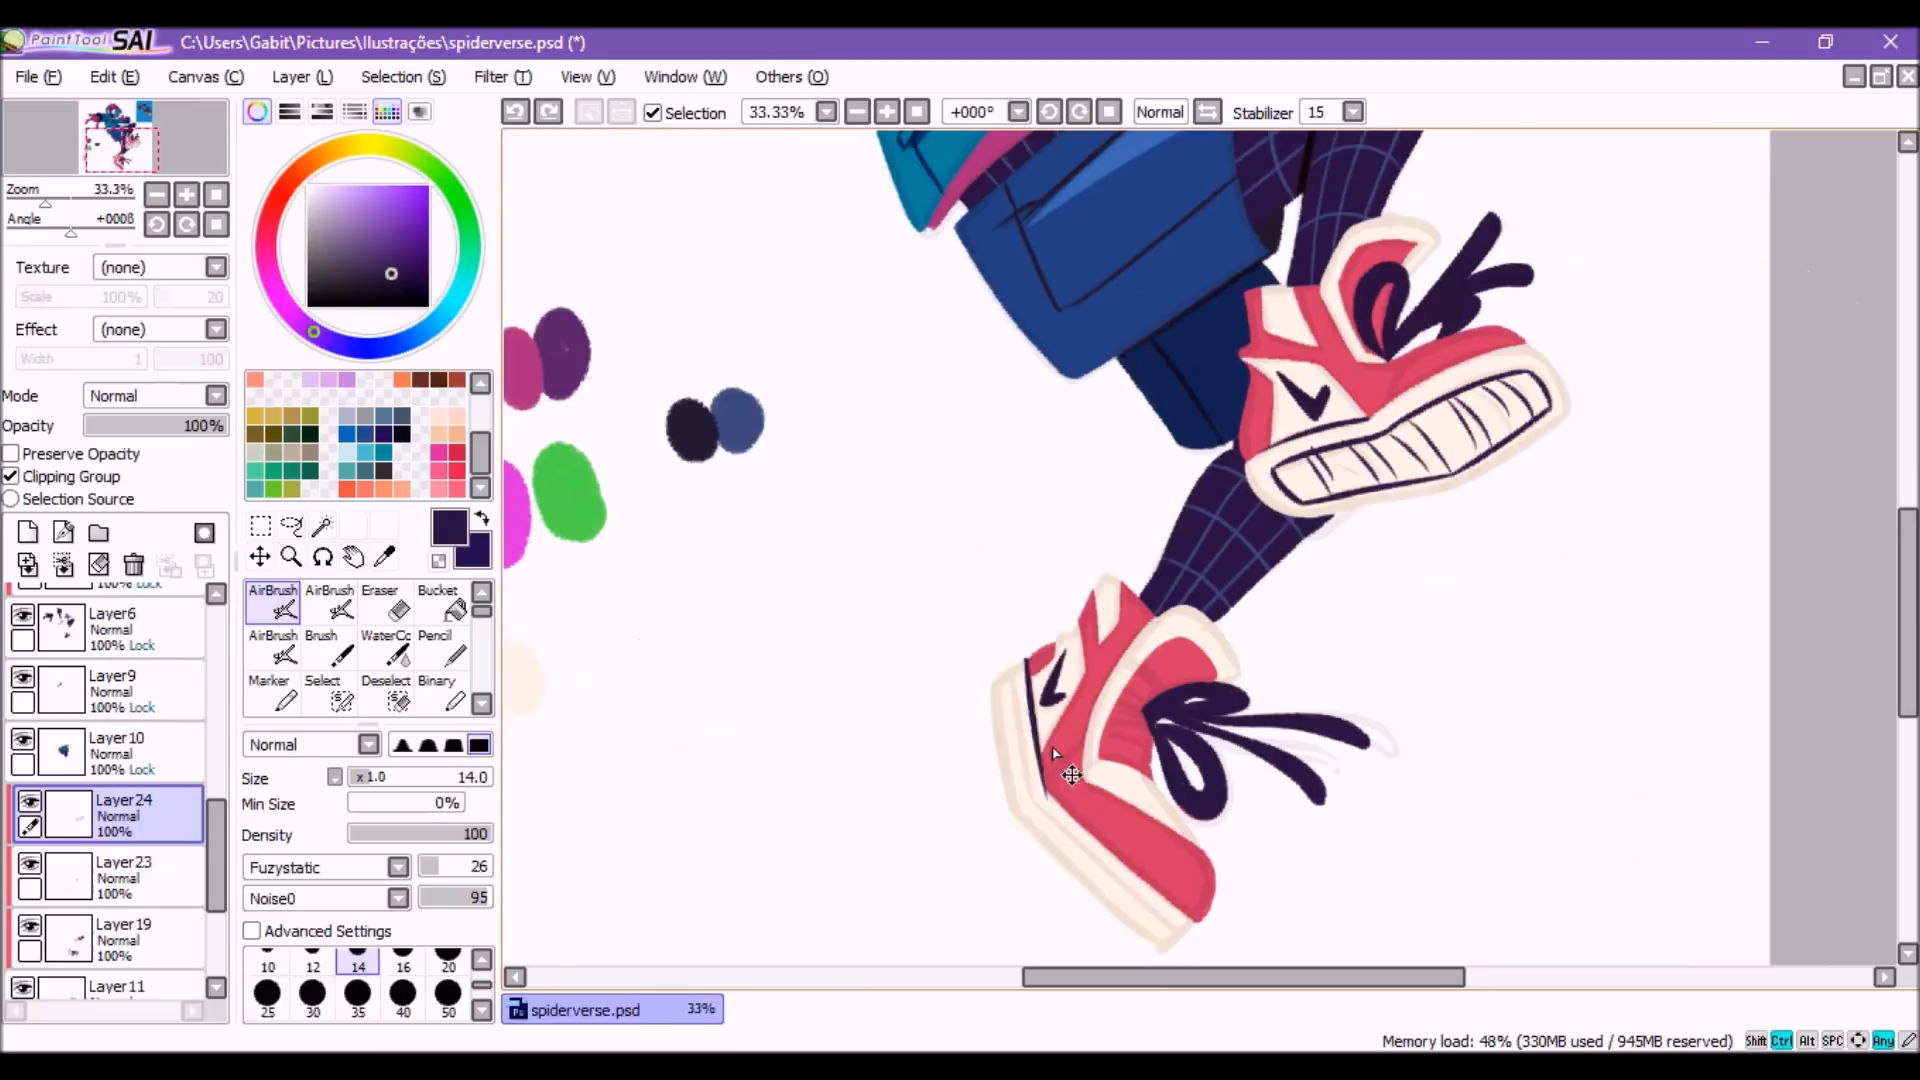 PaintTool SAI C:\Users\Gabit\Pictures\Ilustrações\spiderverse.psd (*)
File (F) Edit (E) Canvas (C) Layer (L) Selection (S) Filter (T) View (V) Window (W) Others (O)
Selection 33.33% +000° Normal Stabilizer 15
Zoom 33.3%
Angle
Texture (none)
Scale 100% 20
Effect (none)
Width 1 100
Mode Normal
Opacity 100%
Preserve Opacity
Clipping Group
Selection Source
100% Lock
Layer6
Normal
100% Lock
Layer9
Normal
100% Lock
Layer10
Normal
100% Lock
Layer24
Normal
100%
Layer23
Normal
100%
Layer19
Normal
100%
Layer11
AirBrush AirBrush Eraser Bucket
AirBrush Brush WaterCc Pencil
Marker Select Deselect Binary
Normal
Size x1.0 14.0
Min Size 0%
Density 100
Fuzystatic 26
Noise0 95
Advanced Settings
10 12 14 16 20
25 30 35 40 50
Ps spiderverse.psd 33%
Memory load: 48% (330MB used / 945MB reserved) Shift Ctrl Alt SPC Any